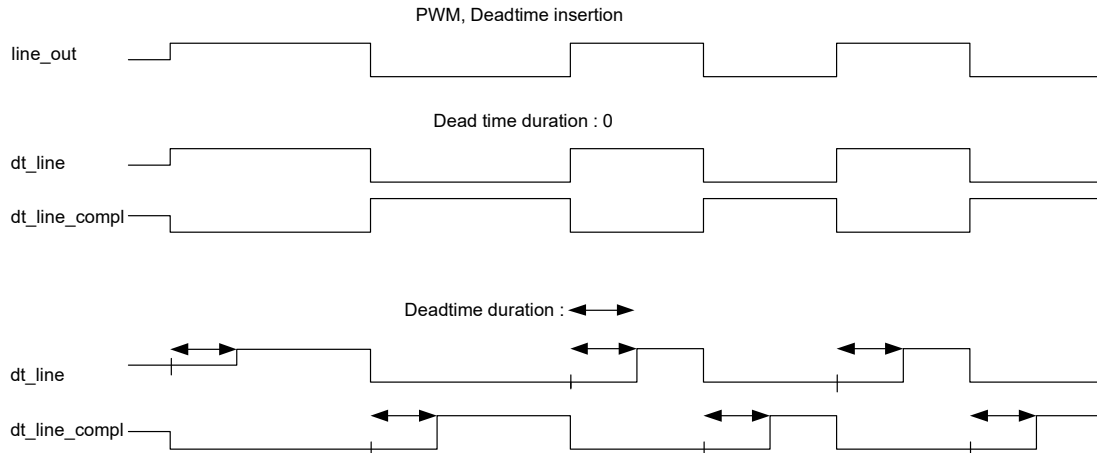 PWM, Deadtime insertion
line_out
Dead time duration : 0
dt_line
dt_line_compl
Deadtime duration :
dt_line
dt_line_compl